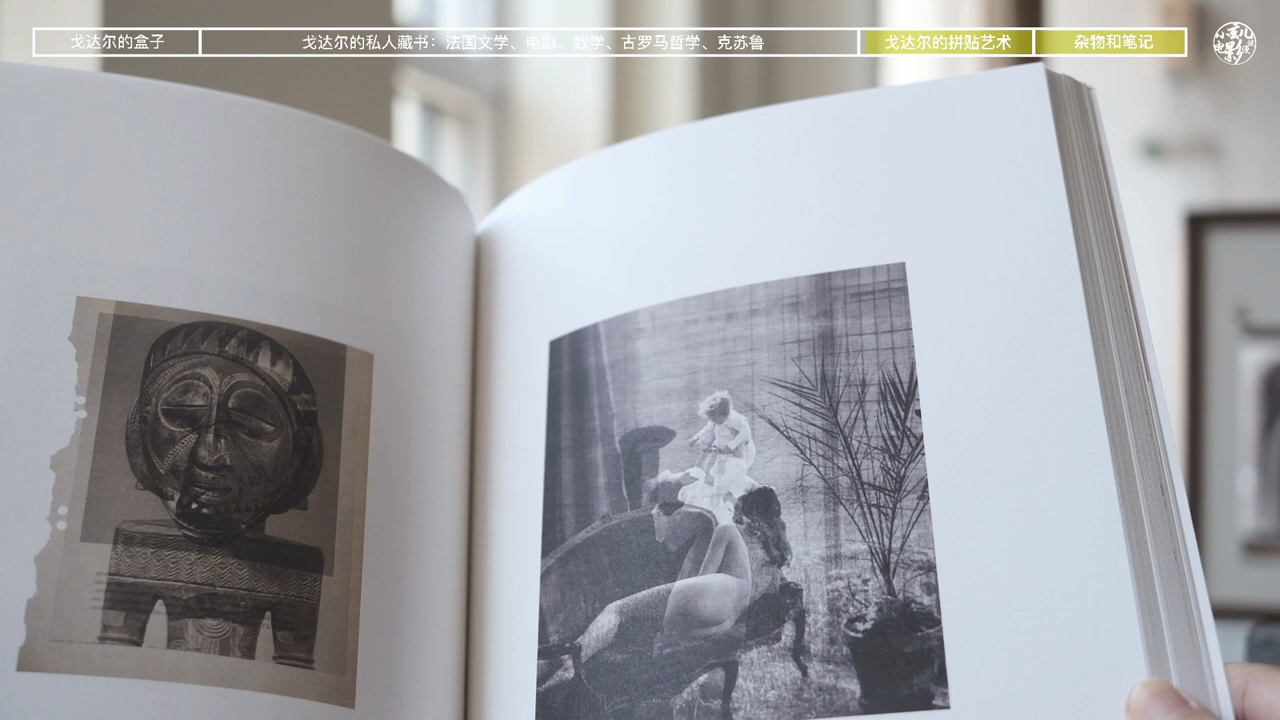 戈达尔的盒子
戈达尔的私人藏书：法国文学、电影、数学、古罗马哲学、克苏鲁
戈达尔的拼贴艺术
杂物和笔记